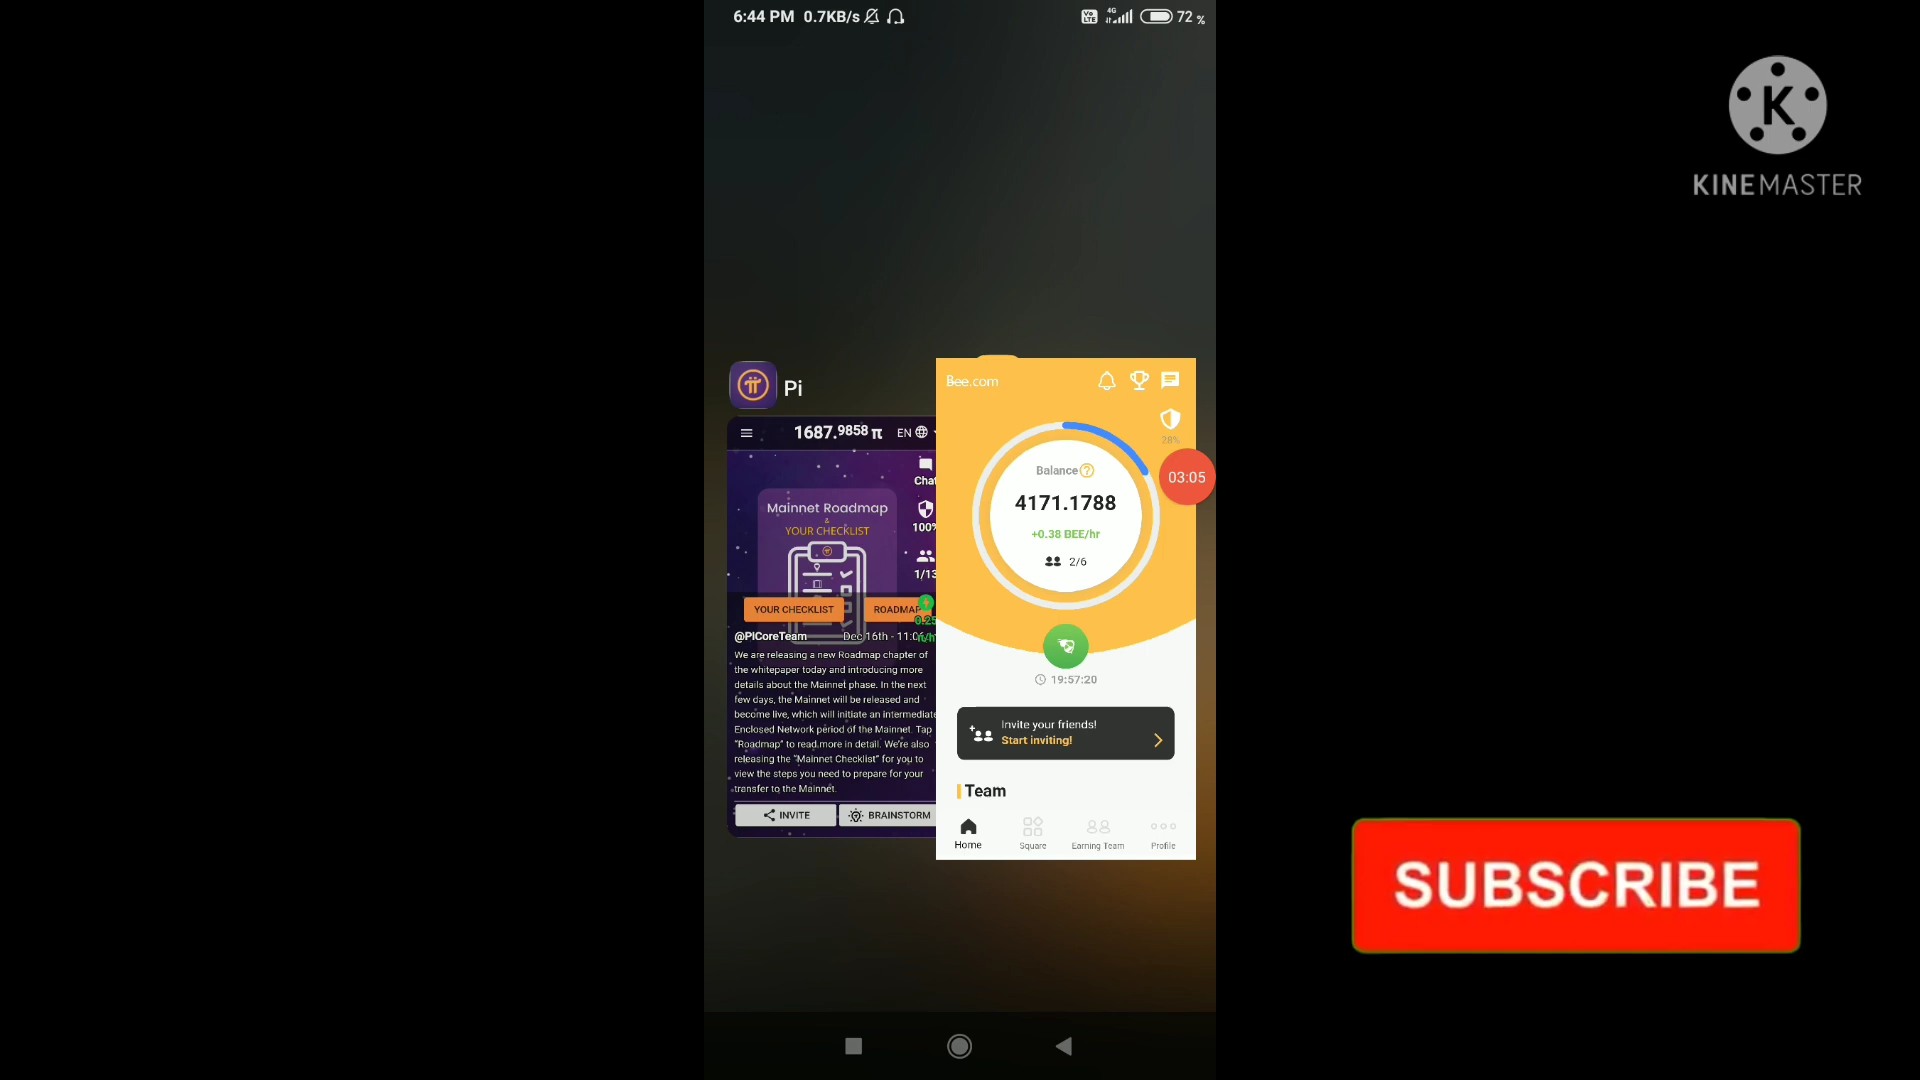 6:44 PM 0.7KB/s
Vo LTE 4G 72 %
KINEMASTER
Pi
1687.9858 π EN
Chat
Mainnet Roadmap
&
YOUR CHECKLIST
100%
1/13
YOUR CHECKLIST ROADMAP
0.25
@PiCoreTeam Dec 16th - 11:0
We are releasing a new Roadmap chapter of
the whitepaper today and introducing more
details about the Mainnet phase. In the next
few days, the Mainnet will be released and
become live, which will initiate an intermediate
Enclosed Network period of the Mainnet. Tap
"Roadmap" to read more in detail. We're also
releasing the "Mainnet Checklist" for you to
view the steps you need to prepare for your
transfer to the Mainnet.
INVITE BRAINSTORM
Bee.com
28%
03:05
Balance ?
4171.1788
+0.38 BEE/hr
2/6
19:57:20
Invite your friends!
Start inviting!
Team
Home Square Earning Team Profile
SUBSCRIBE